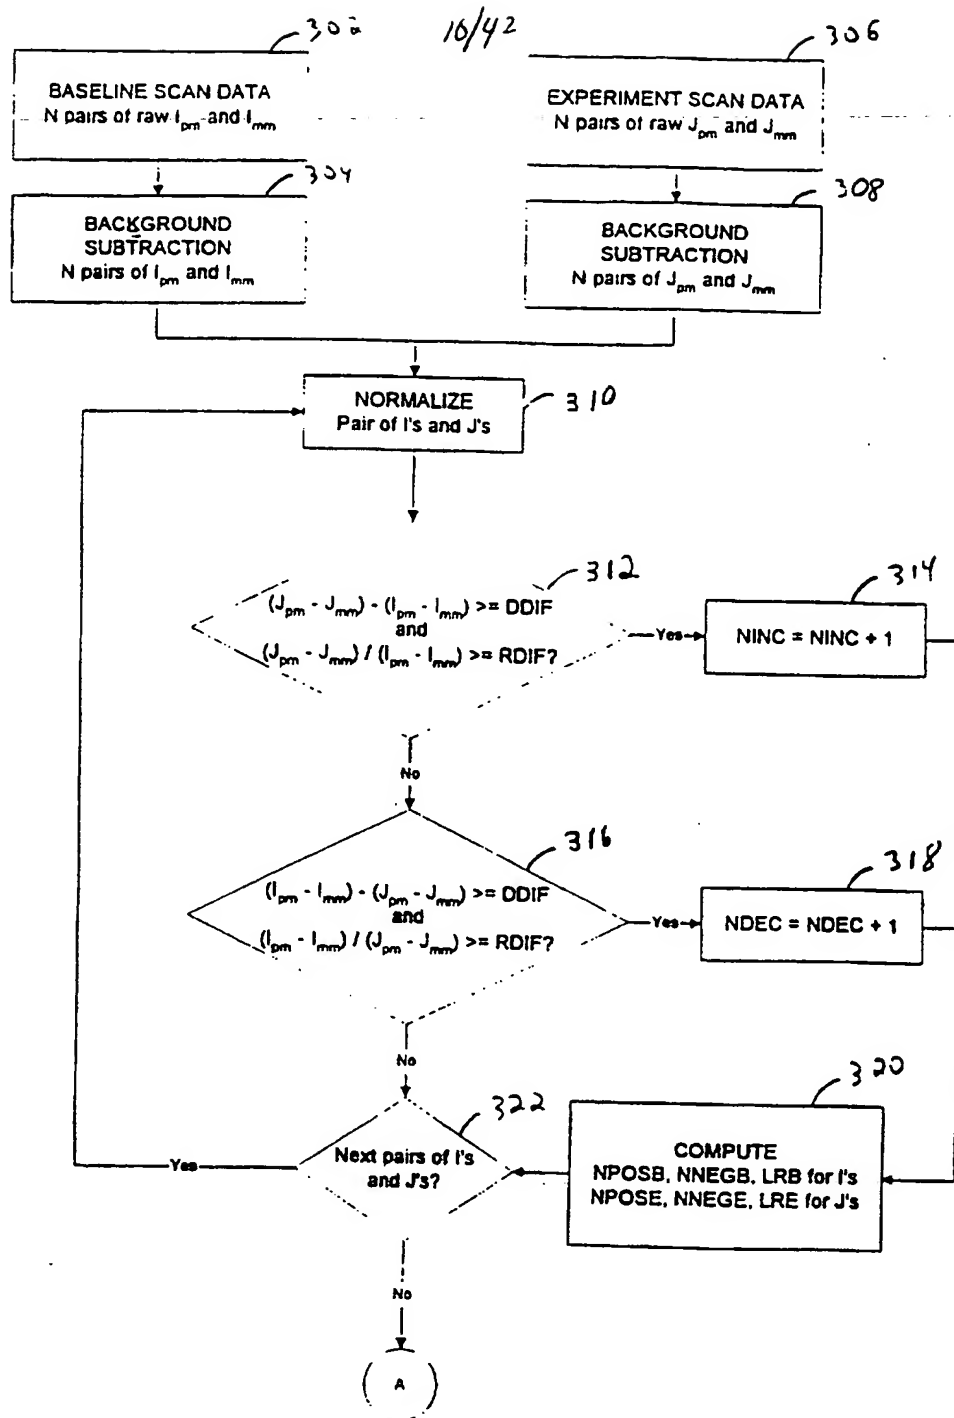 302
10/42
306
BASELINE SCAN DATA
N pairs of raw Ipm and Imm
EXPERIMENT SCAN DATA
N pairs of raw Jpm and Jmm
304
308
BACKGROUND
SUBTRACTION
N pairs of Ipm and Imm
BACKGROUND
SUBTRACTION
N pairs of Jpm and Jmm
NORMALIZE
Pair of I's and J's
310
312
(Jpm - Jmm) - (Ipm - Imm) >= DDIF
and
(Jpm - Jmm) / (Ipm - Imm) >= RDIF?
Yes
314
NINC = NINC + 1
No
316
(Ipm - Imm) - (Jpm - Jmm) >= DDIF
and
(Ipm - Imm) / (Jpm - Jmm) >= RDIF?
Yes
318
NDEC = NDEC + 1
No
322
320
Next pairs of I's
and J's?
Yes
COMPUTE
NPOSB, NNEGB, LRB for I's
NPOSE, NNEGE, LRE for J's
No
A